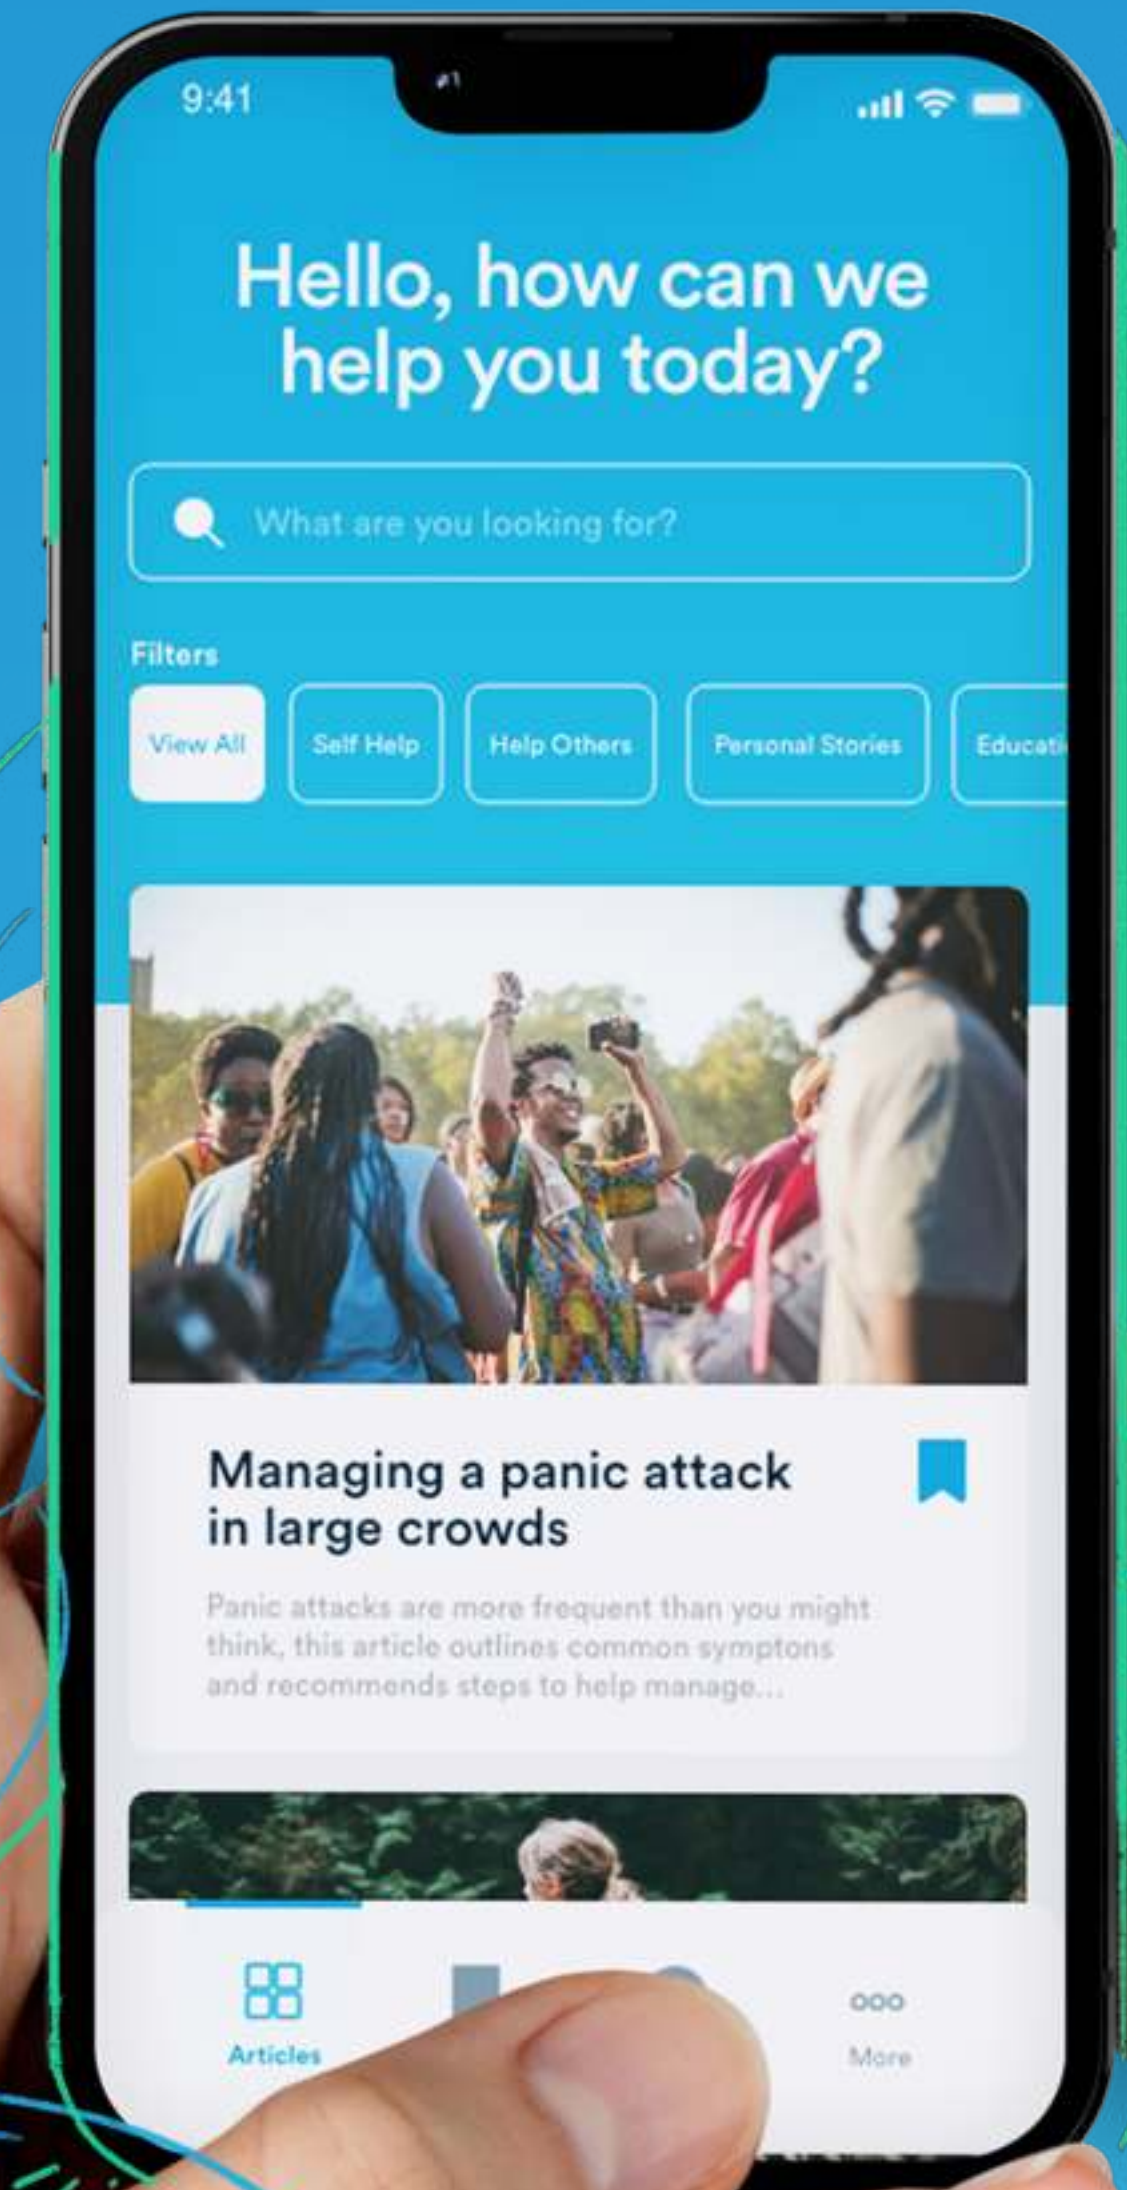 9:41
Hello, how can we
help you today?
What are you looking for?
Filters
View All
Self Help
Help Others
Personal Stories
Educati
Managing a panic attack
in large crowds
Panic attacks are more frequent than you might
think, this article outlines common symptons
and recommends steps to help manage...
Articles
More